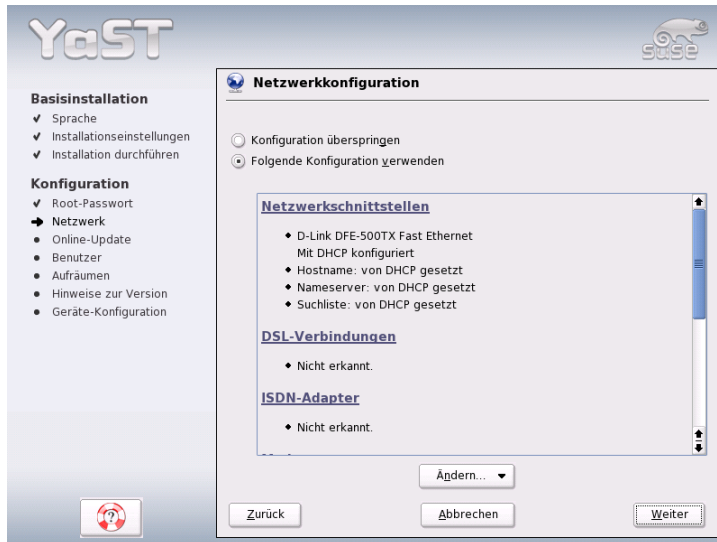 YaST
SUSE
Basisinstallation
Sprache
Installationseinstellungen
Installation durchführen
Konfiguration
Root-Passwort
Netzwerk
Online-Update
Benutzer
Aufräumen
Hinweise zur Version
Geräte-Konfiguration
Netzwerkkonfiguration
Konfiguration überspringen
Folgende Konfiguration verwenden
Netzwerkschnittstellen
D-Link DFE-500TX Fast Ethernet
Mit DHCP konfiguriert
Hostname: von DHCP gesetzt
Nameserver: von DHCP gesetzt
Suchliste: von DHCP gesetzt
DSL-Verbindungen
Nicht erkannt.
ISDN-Adapter
Nicht erkannt.
Ändern...
Zurück
Abbrechen
Weiter